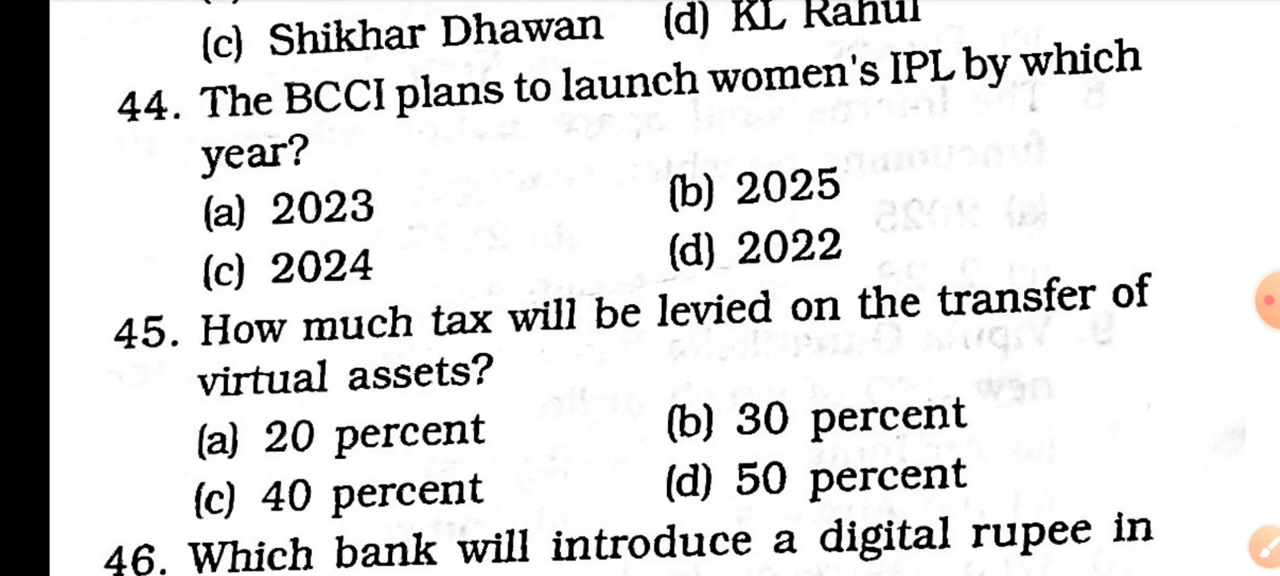 (c) Shikhar Dhawan (d) KL Rahul
44. The BCCI plans to launch women's IPL by which
year?
(a) 2023 (b) 2025
(c) 2024 (d) 2022
45. How much tax will be levied on the transfer of
virtual assets?
(a) 20 percent (b) 30 percent
(c) 40 percent (d) 50 percent
46. Which bank will introduce a digital rupee in